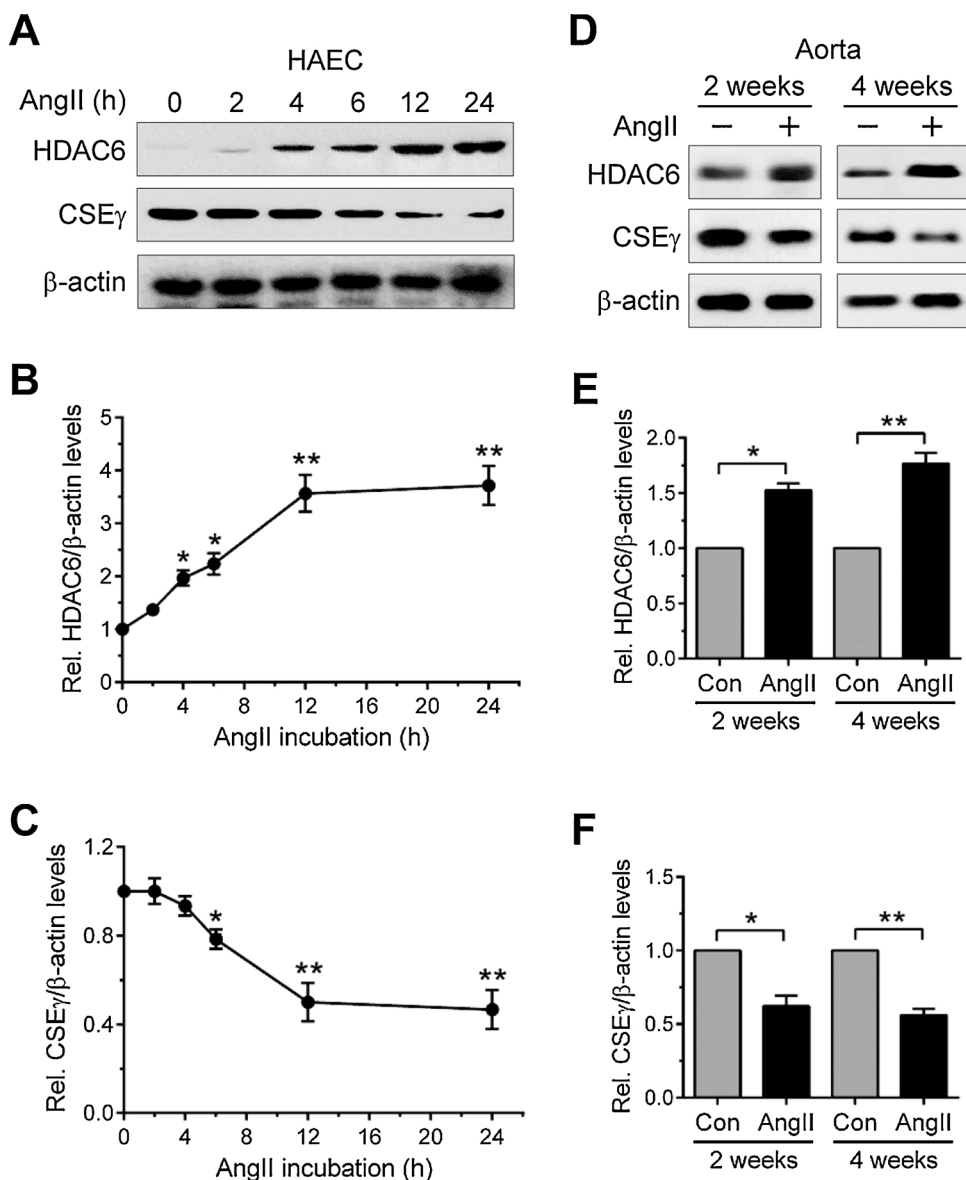 A
HAEC
AngII (h) 0 2 4 6 12 24
HDAC6
CSEγ
β-actin
B
Rel. HDAC6/β-actin levels
5
4
3
2
1
0
* * ** **
0 4 8 12 16 20 24
AngII incubation (h)
C
Rel. CSEγ/β-actin levels
1.2
0.8
0.4
0.0
* ** **
0 4 8 12 16 20 24
AngII incubation (h)
D
Aorta
2 weeks 4 weeks
AngII − + − +
HDAC6
CSEγ
β-actin
E
Rel. HDAC6/β-actin levels
2.0
1.5
1.0
0.5
0.0
* **
Con AngII Con AngII
2 weeks 4 weeks
F
Rel. CSEγ/β-actin levels
1.5
1.0
0.5
0.0
* **
Con AngII Con AngII
2 weeks 4 weeks